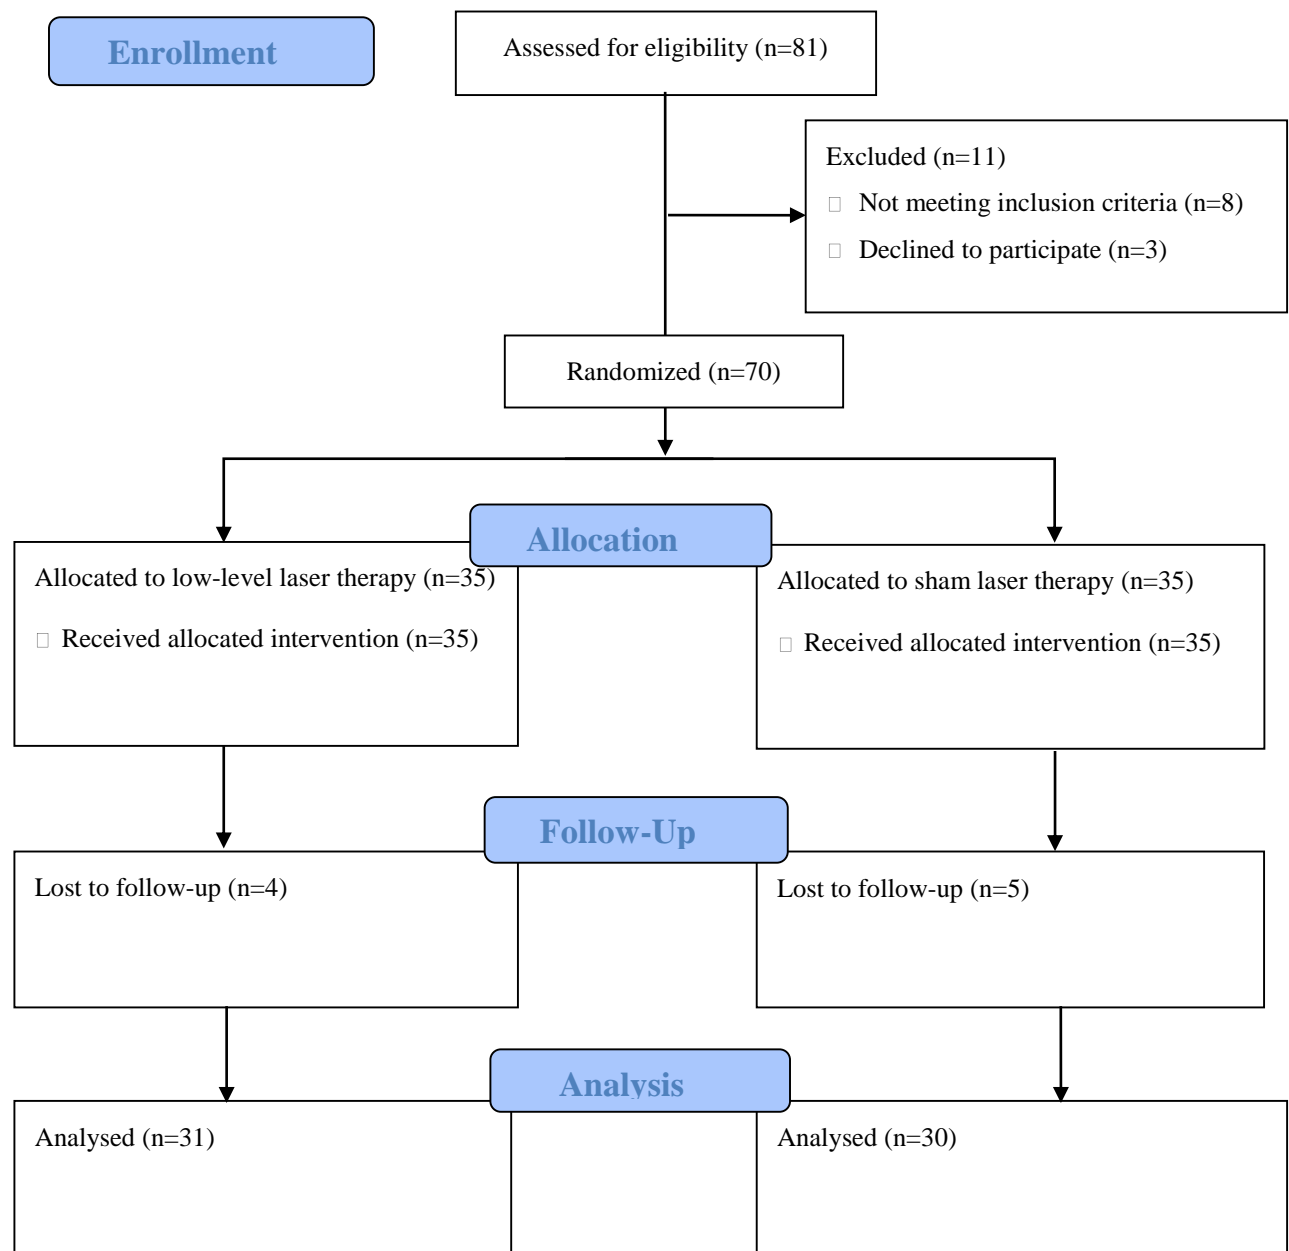 Enrollment
Assessed for eligibility (n=81)
Excluded (n=11)
Not meeting inclusion criteria (n=8)
Declined to participate (n=3)
Randomized (n=70)
Allocation
Allocated to low-level laser therapy (n=35)
Received allocated intervention (n=35)
Allocated to sham laser therapy (n=35)
Received allocated intervention (n=35)
Follow-Up
Lost to follow-up (n=4)
Lost to follow-up (n=5)
Analysis
Analysed (n=31)
Analysed (n=30)